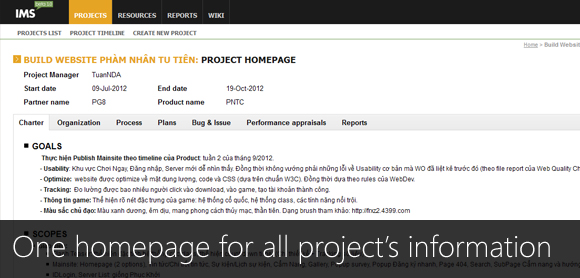 IMS beta 1.0
PROJECTS RESOURCES REPORTS WIKI
PROJECTS LIST PROJECT TIMELINE CREATE NEW PROJECT
Home > Build Website
BUILD WEBSITE PHÀM NHÂN TU TIÊN: PROJECT HOMEPAGE
Project Manager TuanNDA
Start date 09-Jul-2012 End date 19-Oct-2012
Partner name PG8 Product name PNTC
Charter Organization Process Plans Bug & Issue Performance appraisals Reports
GOALS
Thực hiện Publish Mainsite theo timeline của Product: tuần 2 của tháng 9/2012.
- Usability: Khu vực Chơi Ngay, Đăng nhập, Server mới dễ nhìn thấy. Đồng thời không vướng phải những lỗi về Usability cơ bản mà WD đã liệt kê trước đó (theo file report của Web Quality Ch
- Optimize: website được optimize về mặt dung lượng, code và CSS (dựa trên chuẩn W3C). Đồng thời dựa theo rules của WebDev.
- Tracking: Đo lường được bao nhiêu người click vào download, vào game, tạo tài khoản thành công.
- Thông tin game: Thể hiện rõ nét đặc trưng của game: hệ thống cổ quốc, hệ thống class, các tính năng nổi trội.
- Màu sắc chủ đạo: Màu xanh dương, êm dịu, mang phong cách thủy mạc, thần tiên. Dạng brush tham khảo: http://fnz2.4399.com
SCOPES
One homepage for all project's information